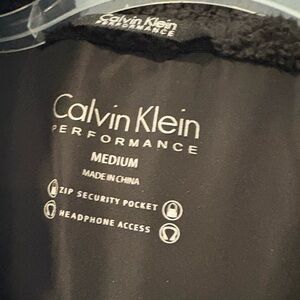 Calvin Klein
PERFORMANCE
Calvin Klein
PERFORMANCE
MEDIUM
MADE IN CHINA
ZIP SECURITY POCKET
HEADPHONE ACCESS